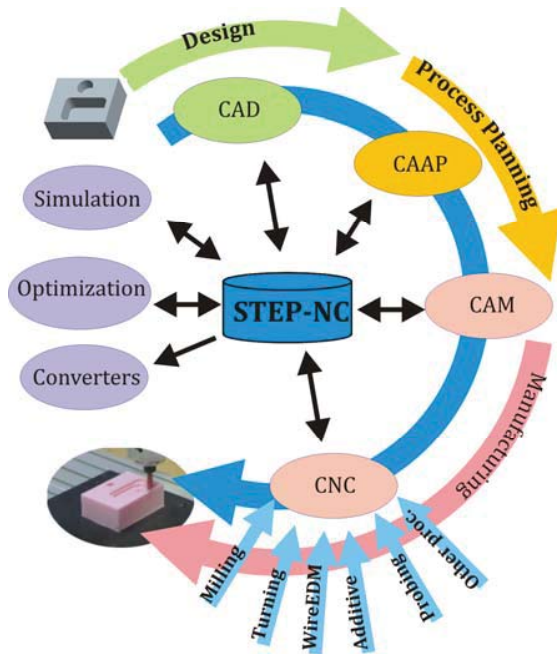 Design
Process Planning
CAD
CAAP
Simulation
Optimization
STEP-NC
CAM
Converters
Manufacturing
CNC
Milling
Turning
WireEDM
Additive
Probing
Other proc.